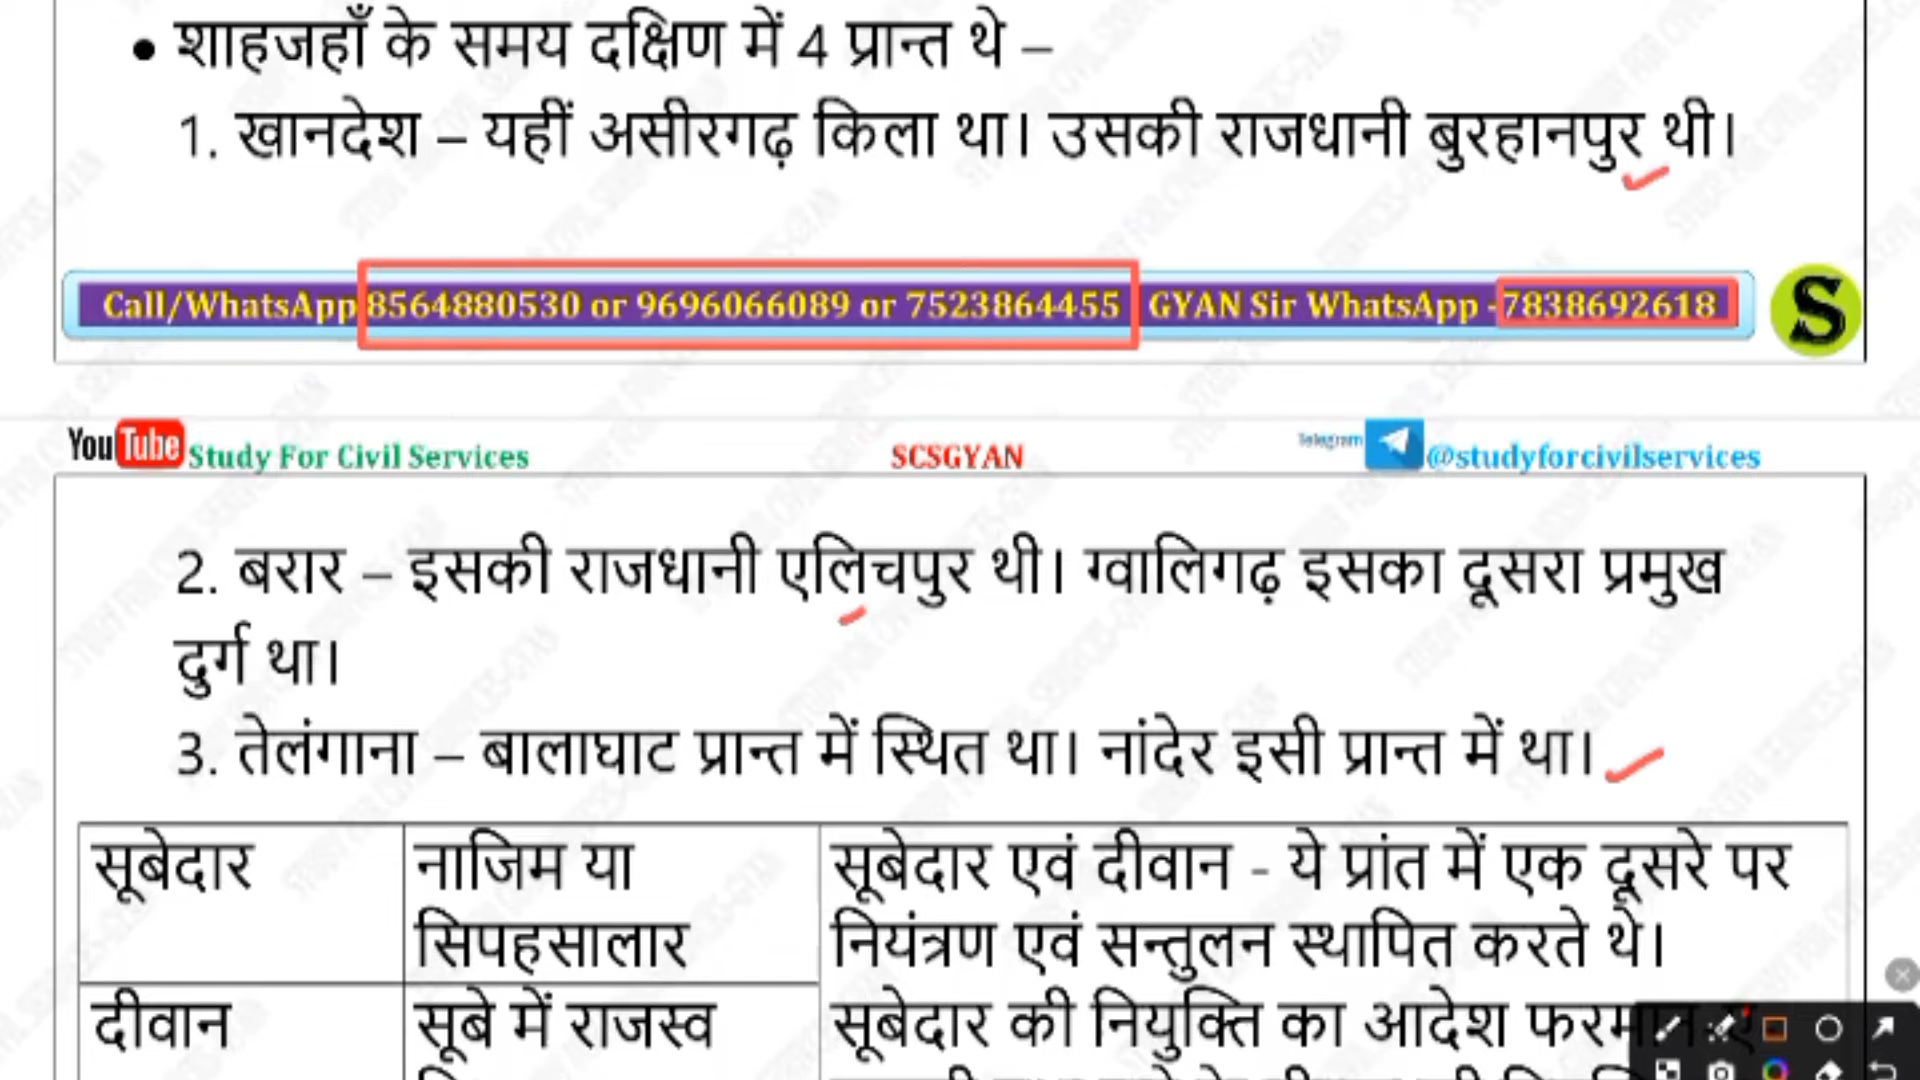 • शाहजहाँ के समय दक्षिण में 4 प्रान्त थे –
1. खानदेश – यहीं असीरगढ़ किला था। उसकी राजधानी बुरहानपुर थी।
Call/WhatsApp 8564880530 or 9696066089 or 7523864455 GYAN Sir WhatsApp -7838692618
S
YouTube Study For Civil Services SCSGYAN Telegram @studyforcivilservices
2. बरार – इसकी राजधानी एलिचपुर थी। ग्वालिगढ़ इसका दूसरा प्रमुख
दुर्ग था।
3. तेलंगाना – बालाघाट प्रान्त में स्थित था। नांदेर इसी प्रान्त में था।
सूबेदार
नाजिम या
सिपहसालार
सूबेदार एवं दीवान - ये प्रांत में एक दूसरे पर
नियंत्रण एवं सन्तुलन स्थापित करते थे।
दीवान
सूबे में राजस्व
सूबेदार की नियुक्ति का आदेश